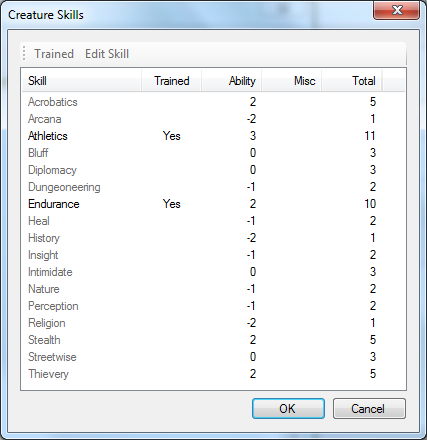 Creature Skills
Trained Edit Skill
Skill Trained Ability Misc Total
Acrobatics 2 5
Arcana -2 1
Athletics Yes 3 11
Bluff 0 3
Diplomacy 0 3
Dungeoneering -1 2
Endurance Yes 2 10
Heal -1 2
History -2 1
Insight -1 2
Intimidate 0 3
Nature -1 2
Perception -1 2
Religion -2 1
Stealth 2 5
Streetwise 0 3
Thievery 2 5
OK Cancel